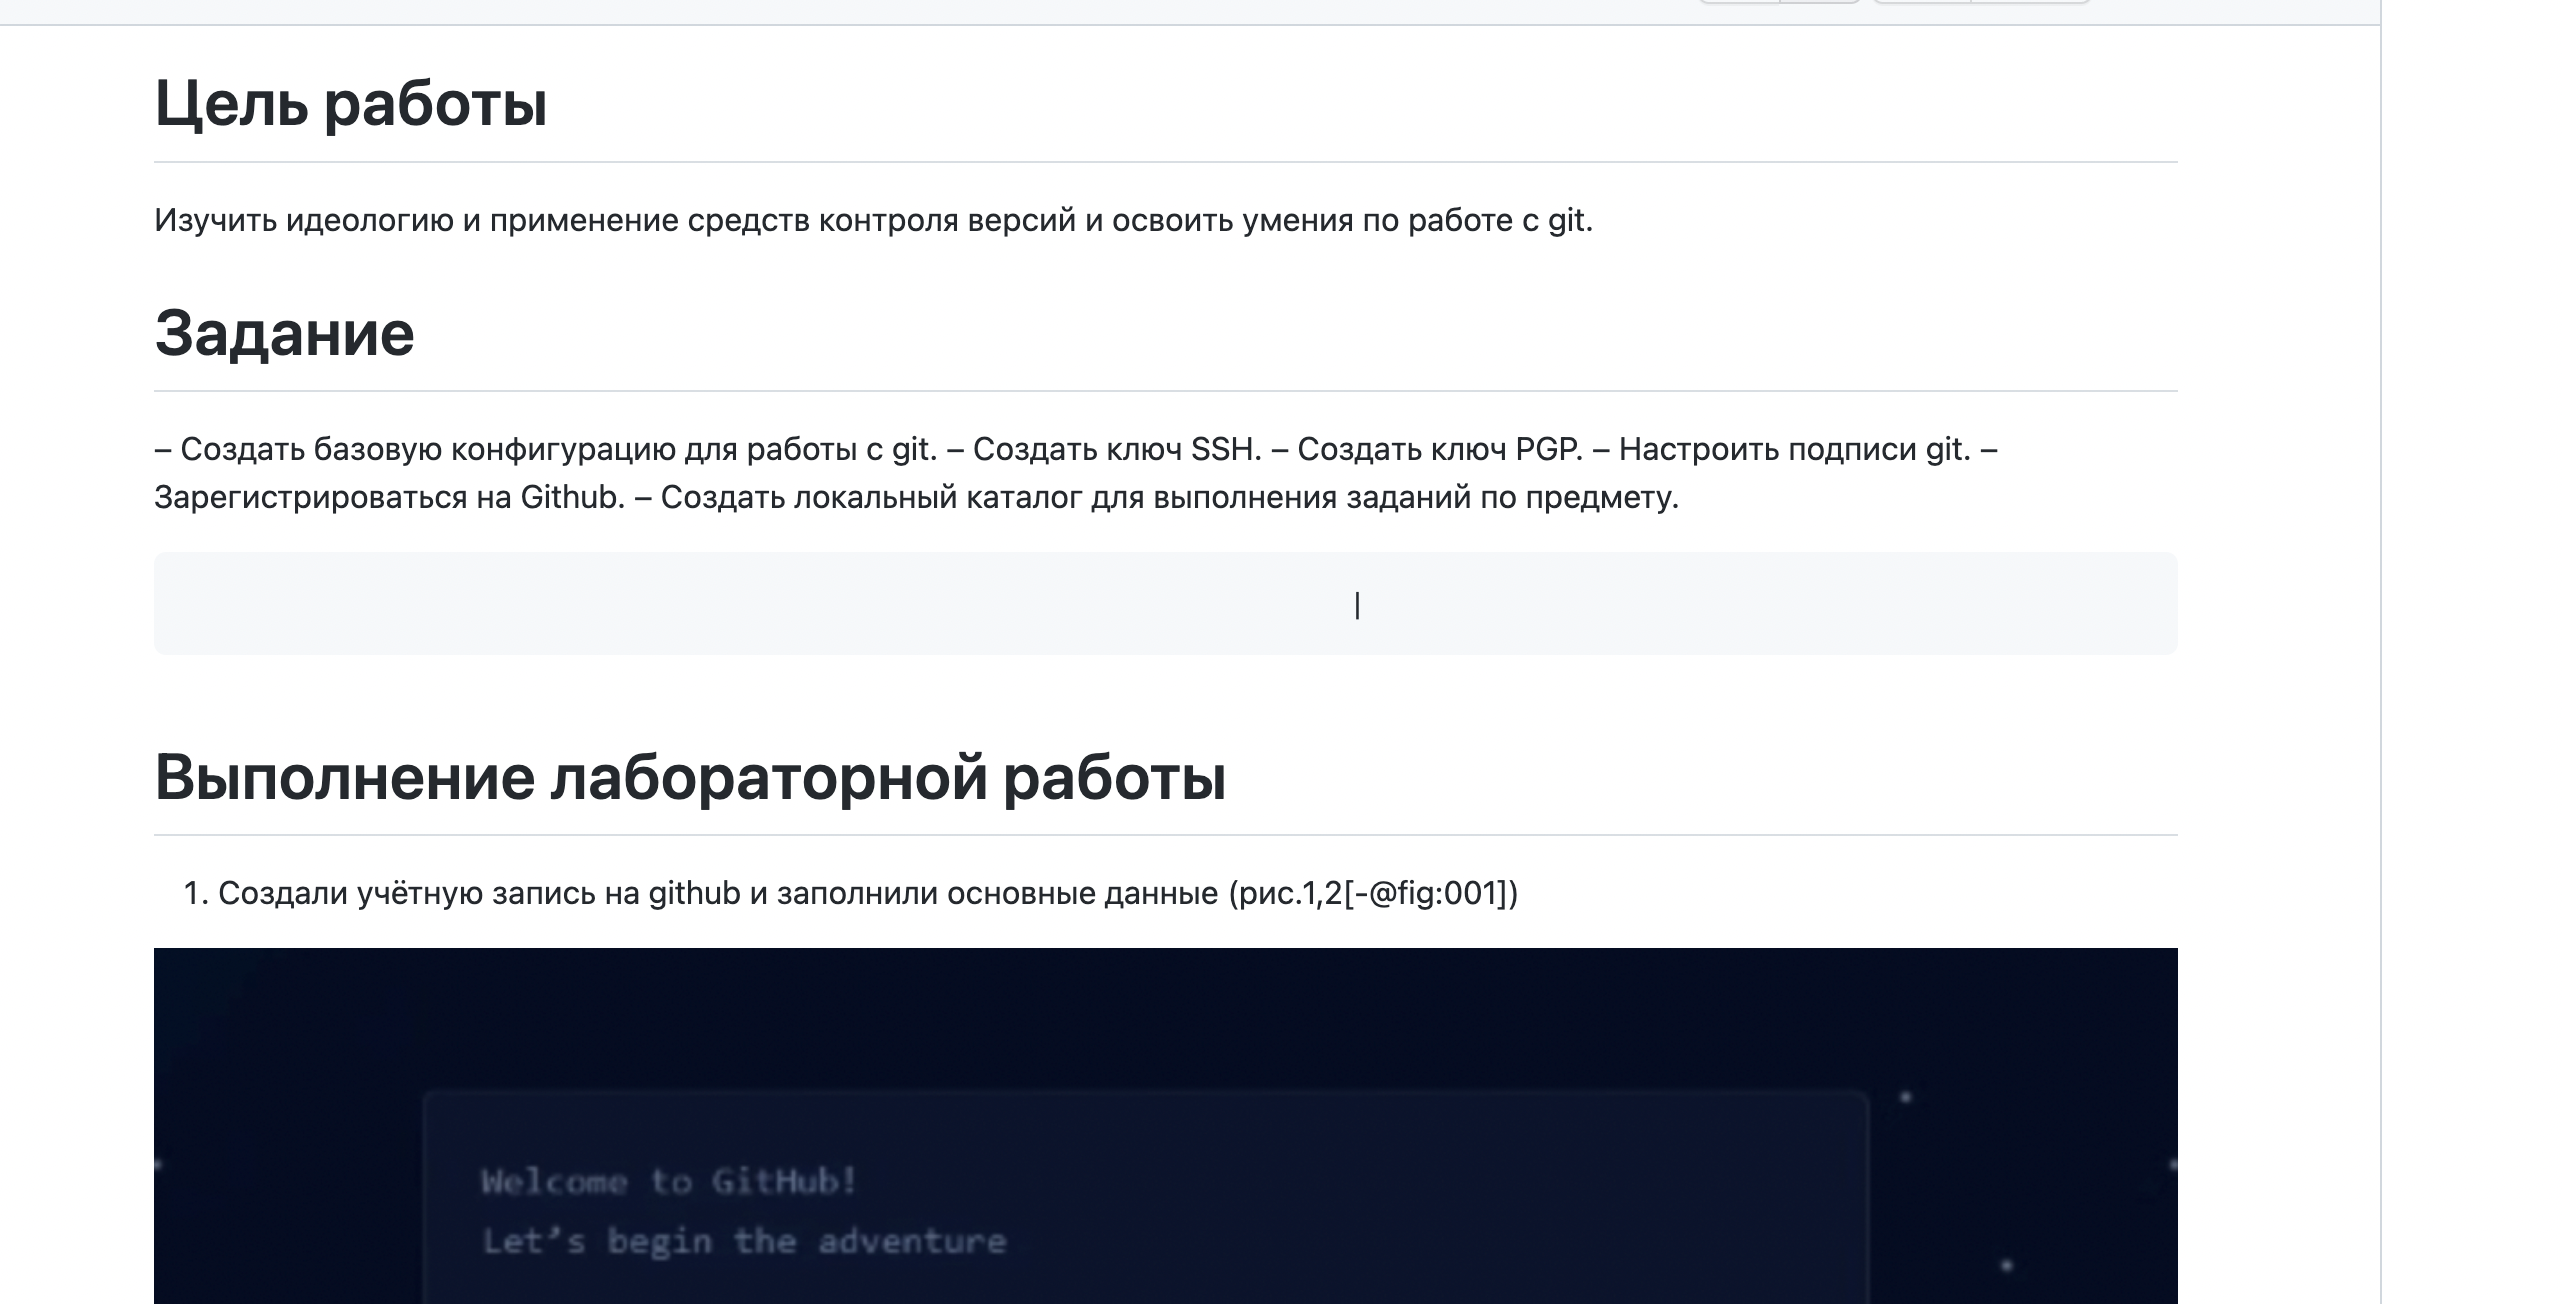 Цель работы
Изучить идеологию и применение средств контроля версий и освоить умения по работе с git.
Задание
– Создать базовую конфигурацию для работы с git. – Создать ключ SSH. – Создать ключ PGP. – Настроить подписи git. –
Зарегистрироваться на Github. – Создать локальный каталог для выполнения заданий по предмету.
|
Выполнение лабораторной работы
1. Создали учётную запись на github и заполнили основные данные (рис.1,2[-@fig:001])
Welcome to GitHub!
Let’s begin the adventure